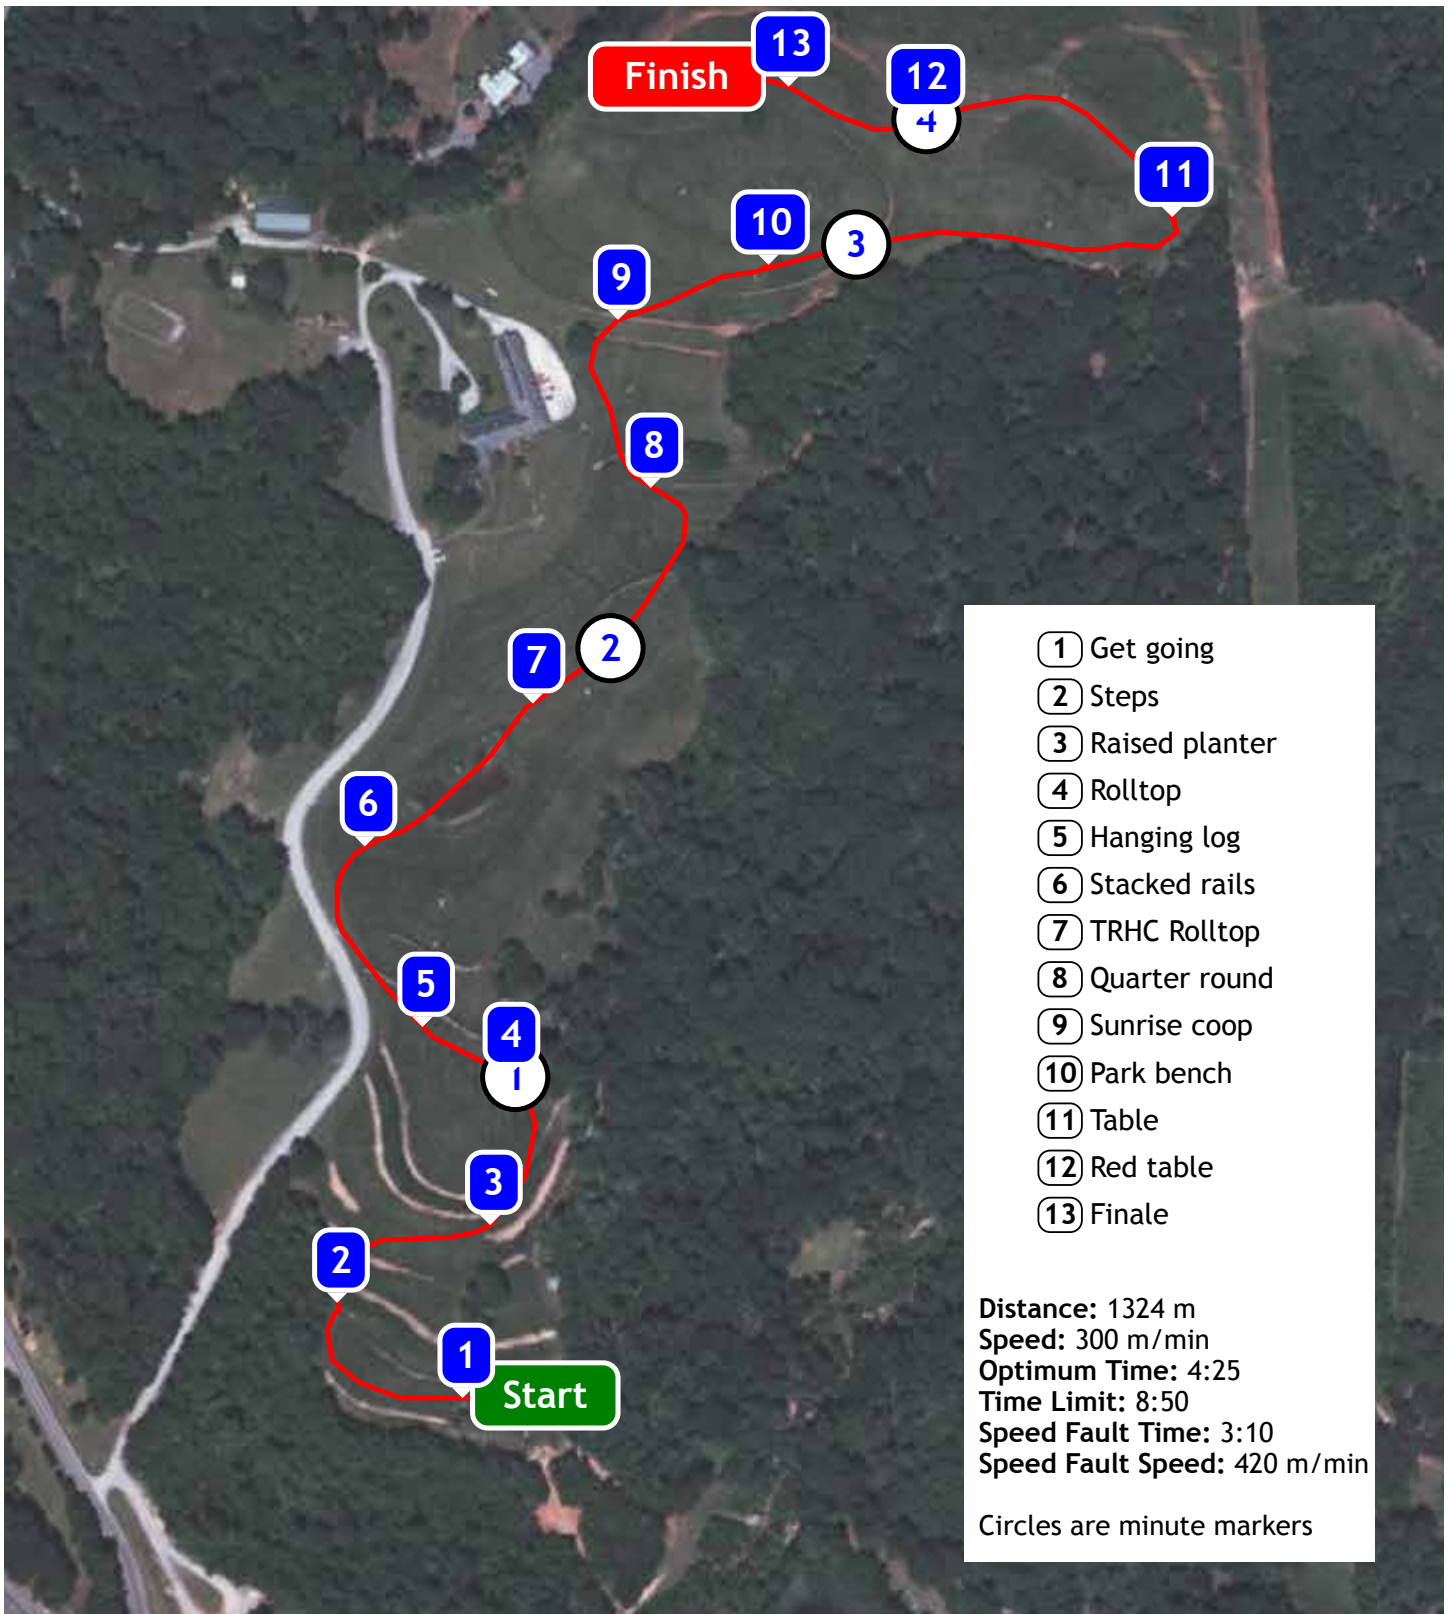 13
Finish
12
4
11
10
3
9
8
2
7
6
5
4
1
3
2
1
Start
1 Get going
2 Steps
3 Raised planter
4 Rolltop
5 Hanging log
6 Stacked rails
7 TRHC Rolltop
8 Quarter round
9 Sunrise coop
10 Park bench
11 Table
12 Red table
13 Finale
Distance: 1324 m
Speed: 300 m/min
Optimum Time: 4:25
Time Limit: 8:50
Speed Fault Time: 3:10
Speed Fault Speed: 420 m/min
Circles are minute markers